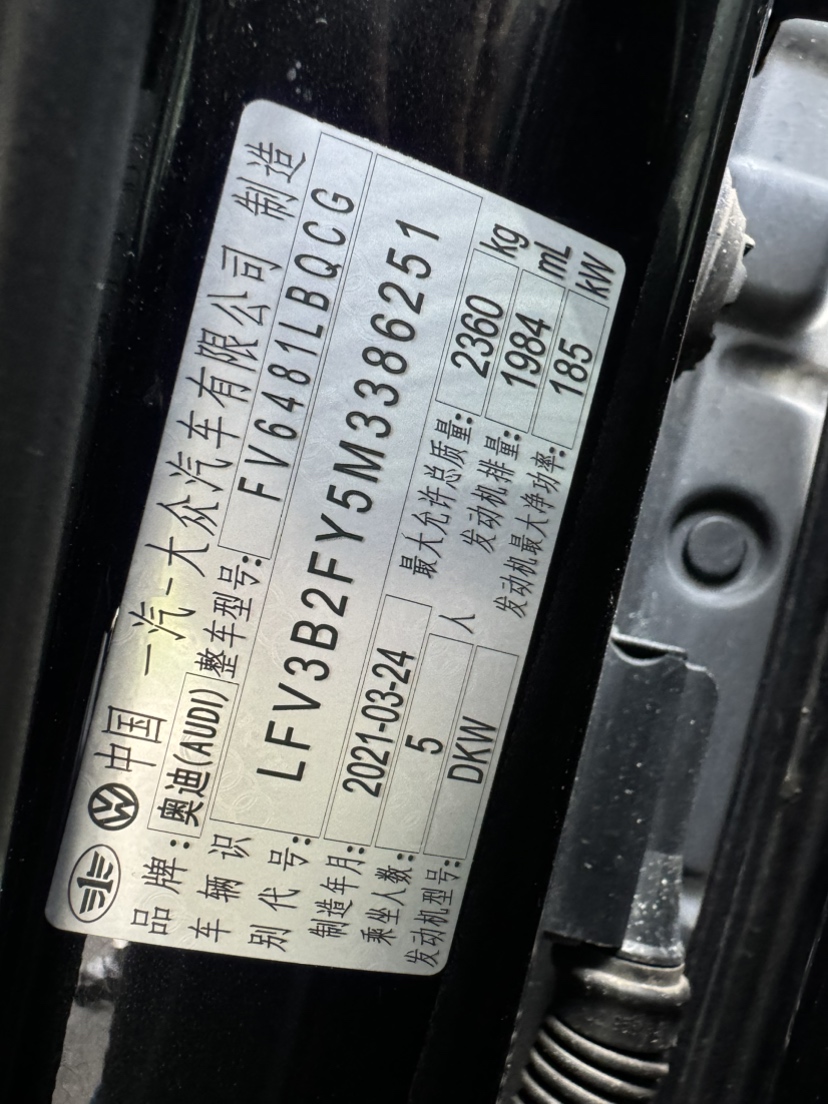 中国 一汽-大众汽车有限公司 制造
品牌: 奥迪(AUDI) 整车型号: FV6481LBQCG
车辆识别代号: LFV3B2FY5M3386251
制造年月: 2021-03-24 最大允许总质量: 2360 kg
乘坐人数: 5 人 发动机排量: 1984 mL
发动机型号: DKW 发动机最大净功率: 185 kW